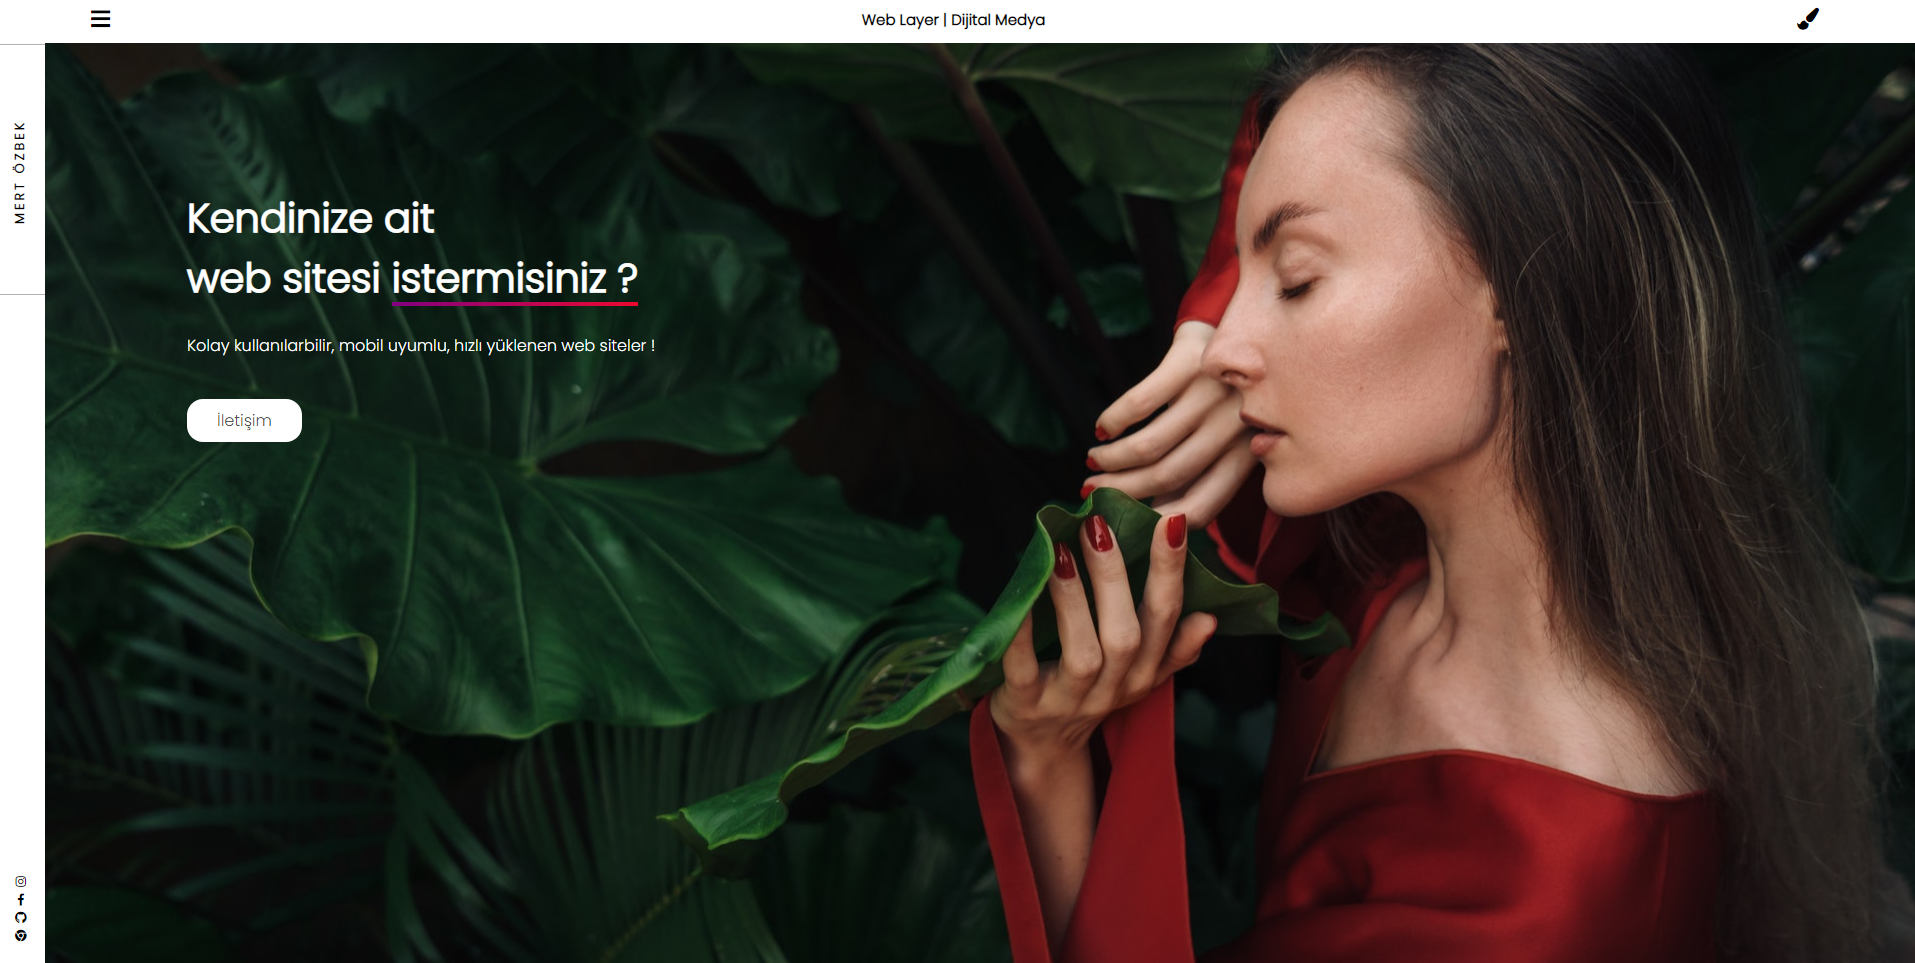 Web Layer | Dijital Medya
MERT ÖZBEK
Kendinize ait
web sitesi istermisiniz ?
Kolay kullanılarbilir, mobil uyumlu, hızlı yüklenen web siteler !
İletişim